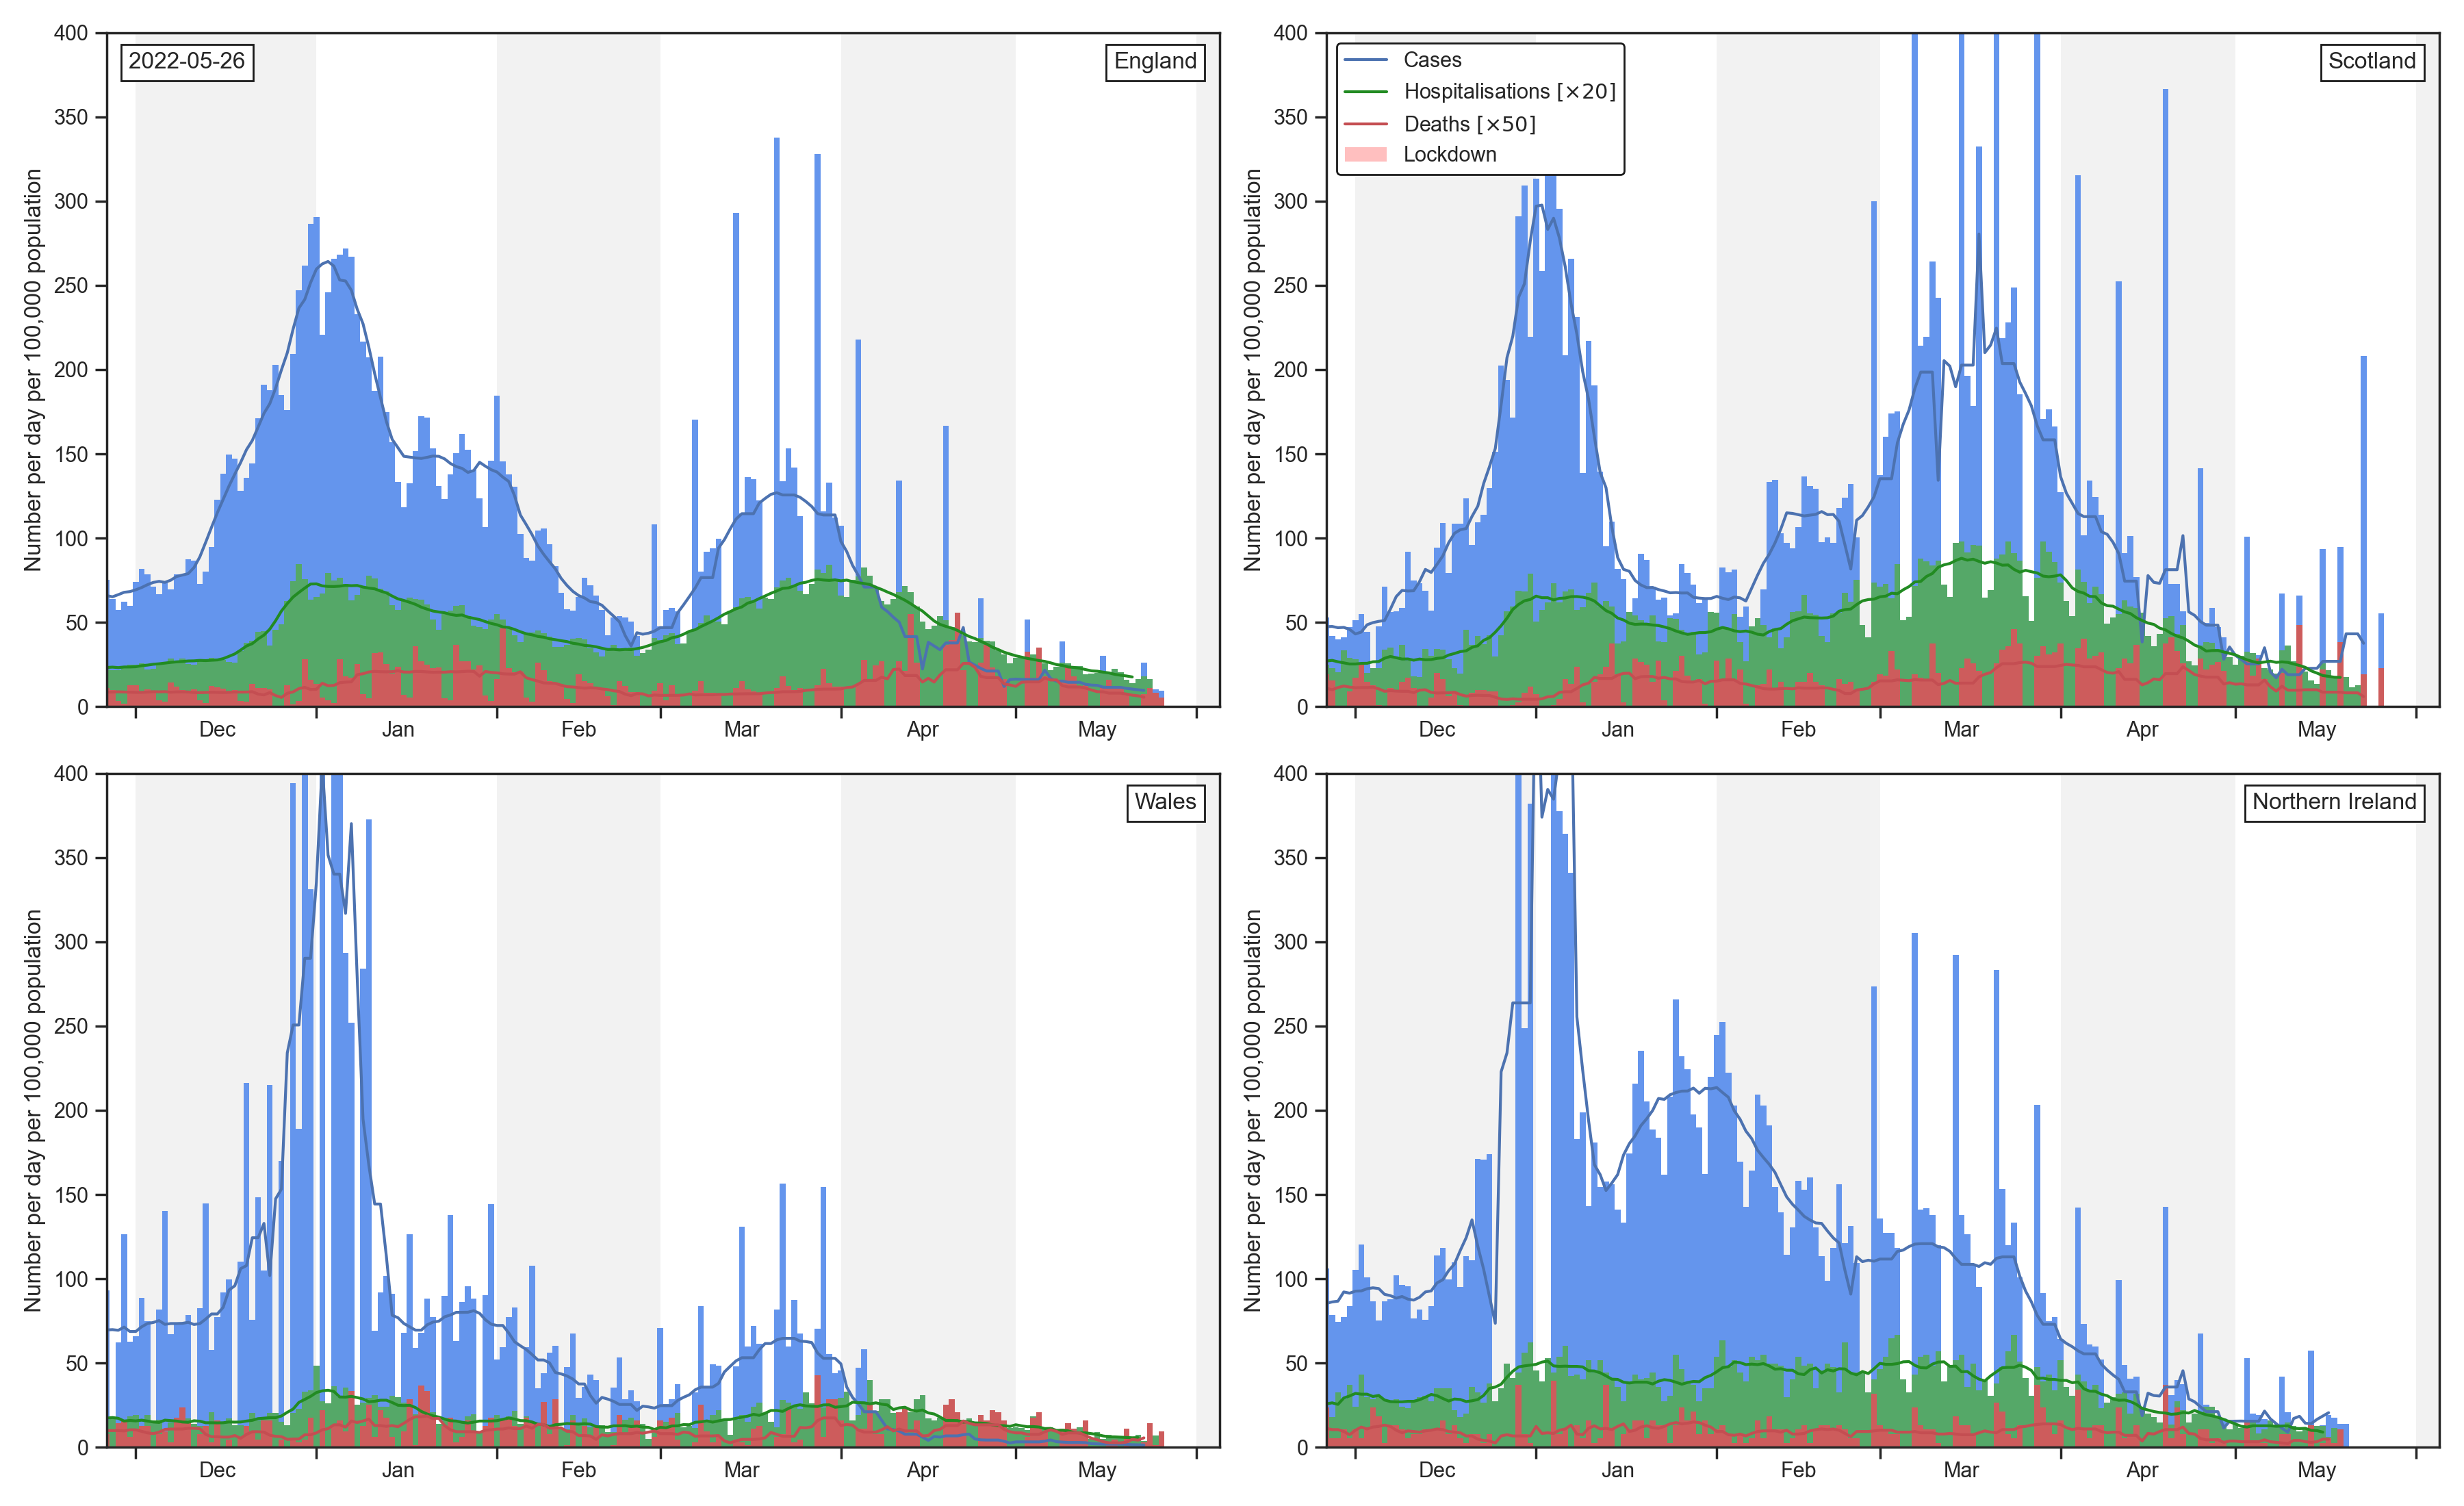 2022-05-26
England
Number per day per 100,000 population
400
350
300
250
200
150
100
50
0
Dec Jan Feb Mar Apr May
Cases
Hospitalisations [×20]
Deaths [×50]
Lockdown
Scotland
Number per day per 100,000 population
400
350
300
250
200
150
100
50
0
Dec Jan Feb Mar Apr May
Wales
Number per day per 100,000 population
400
350
300
250
200
150
100
50
0
Dec Jan Feb Mar Apr May
Northern Ireland
Number per day per 100,000 population
400
350
300
250
200
150
100
50
0
Dec Jan Feb Mar Apr May